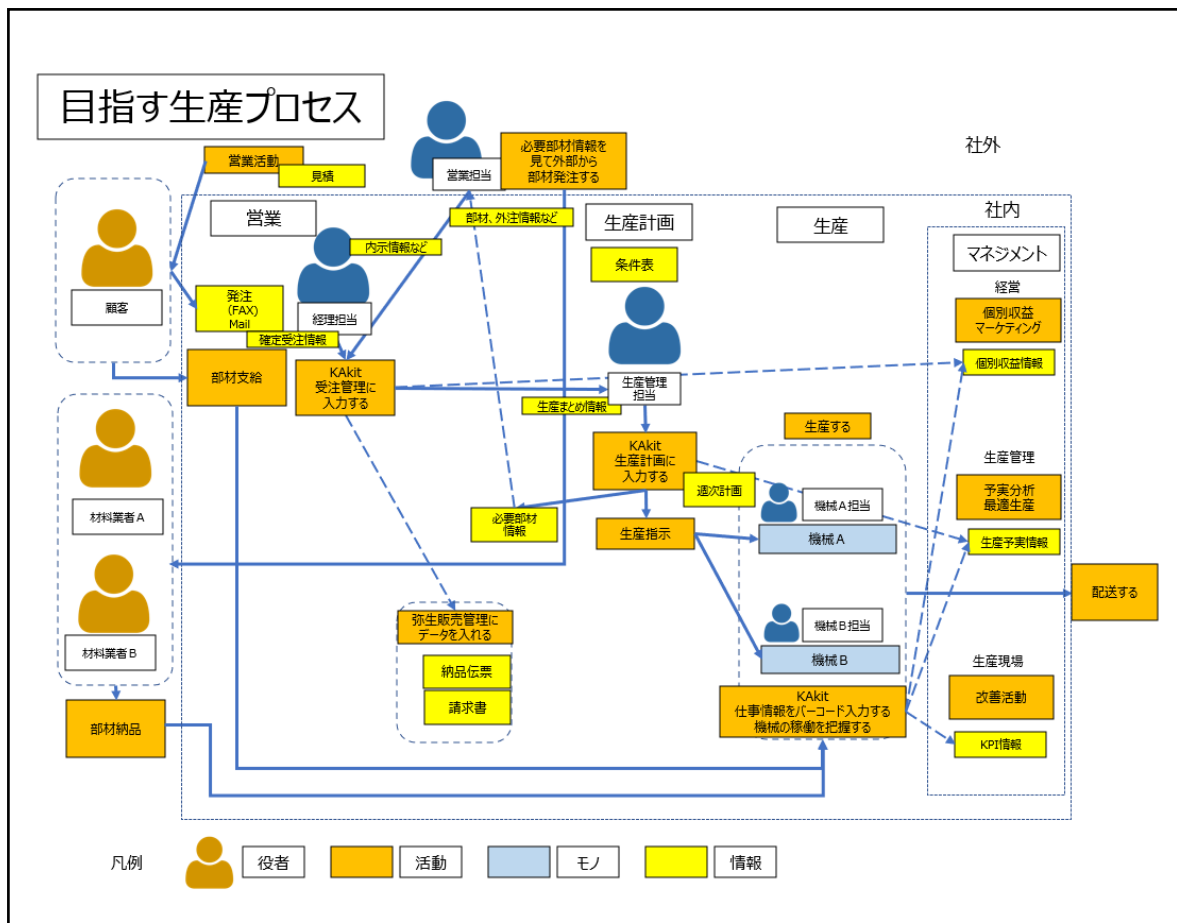 目指す生産プロセス
社外
営業活動
見積
営業担当
必要部材情報を
見て外部から
部材発注する
社内
営業
部材、外注情報など
生産計画
生産
マネジメント
内示情報など
条件表
経営
顧客
発注
(FAX)
Mail
経理担当
確定受注情報
個別収益
マーケティング
個別収益情報
部材支給
KAkit
受注管理に
入力する
生産管理
担当
生産まとめ情報
生産する
KAkit
生産計画に
入力する
週次計画
生産管理
予実分析
最適生産
材料業者A
必要部材
情報
生産指示
機械A担当
機械A
生産予実情報
配送する
弥生販売管理に
データを入れる
機械B担当
材料業者B
納品伝票
機械B
生産現場
請求書
KAkit
仕事情報をバーコード入力する
機械の稼働を把握する
改善活動
部材納品
KPI情報
凡例
役者
活動
モノ
情報